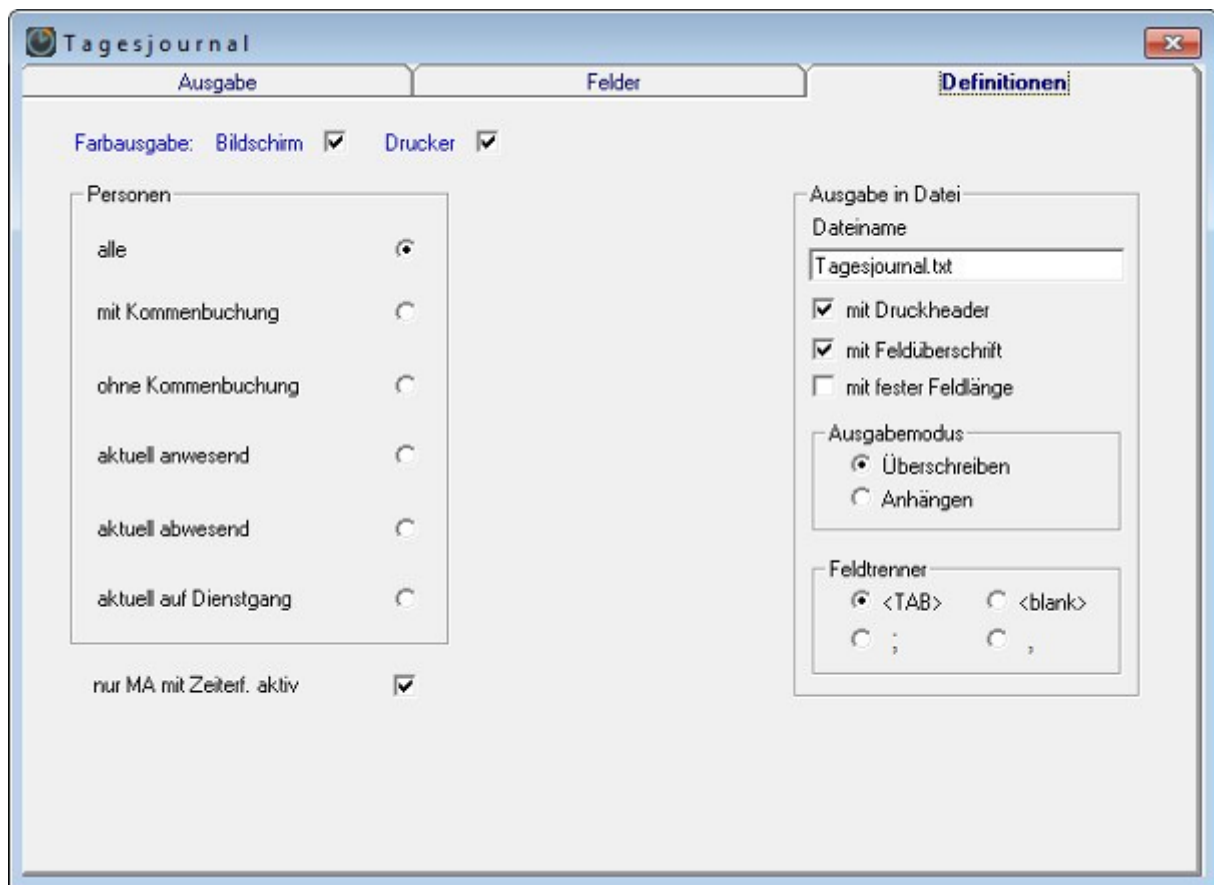 Tagesjournal
Ausgabe
Felder
Definitionen
Farbausgabe: Bildschirm Drucker
Personen
alle
mit Kommenbuchung
ohne Kommenbuchung
aktuell anwesend
aktuell abwesend
aktuell auf Dienstgang
nur MA mit Zeiterf. aktiv
Ausgabe in Datei
Dateiname
Tagesjournal.txt
mit Druckheader
mit Feldüberschrift
mit fester Feldlänge
Ausgabemodus
Überschreiben
Anhängen
Feldtrenner
<TAB> <blank>
; ,